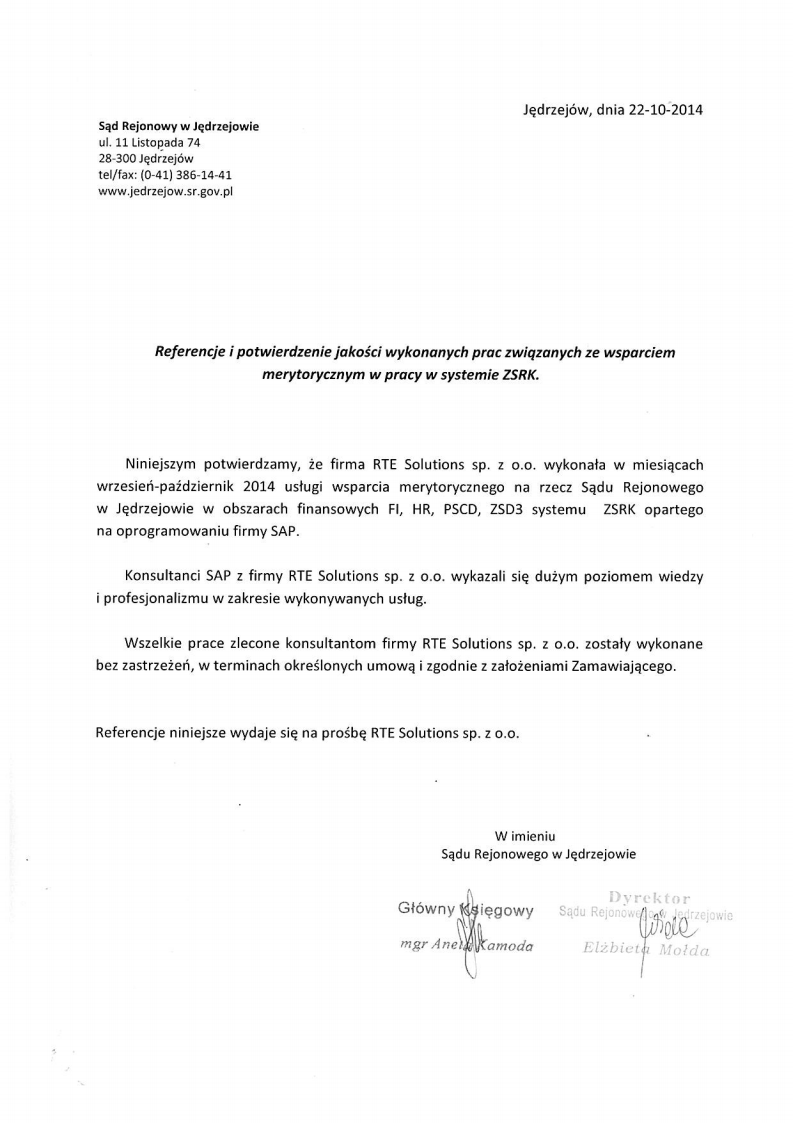 Jędrzejów, dnia 22-10-2014
Sąd Rejonowy w Jędrzejowie
ul. 11 Listopada 74
28-300 Jędrzejów
tel/fax: (0-41) 386-14-41
www.jedrzejow.sr.gov.pl
Referencje i potwierdzenie jakości wykonanych prac związanych ze wsparciem
merytorycznym w pracy w systemie ZSRK.
Niniejszym potwierdzamy, że firma RTE Solutions sp. z o.o. wykonała w miesiącach
wrzesień-październik 2014 usługi wsparcia merytorycznego na rzecz Sądu Rejonowego
w Jędrzejowie w obszarach finansowych FI, HR, PSCD, ZSD3 systemu ZSRK opartego
na oprogramowaniu firmy SAP.
Konsultanci SAP z firmy RTE Solutions sp. z o.o. wykazali się dużym poziomem wiedzy
i profesjonalizmu w zakresie wykonywanych usług.
Wszelkie prace zlecone konsultantom firmy RTE Solutions sp. z o.o. zostały wykonane
bez zastrzeżeń, w terminach określonych umową i zgodnie z założeniami Zamawiającego.
Referencje niniejsze wydaje się na prośbę RTE Solutions sp. z o.o.
W imieniu
Sądu Rejonowego w Jędrzejowie
Główny Księgowy
mgr Kamoda
Dyrektor
Sądu Rejonowego w Jędrzejowie
Elżbieta Mołda